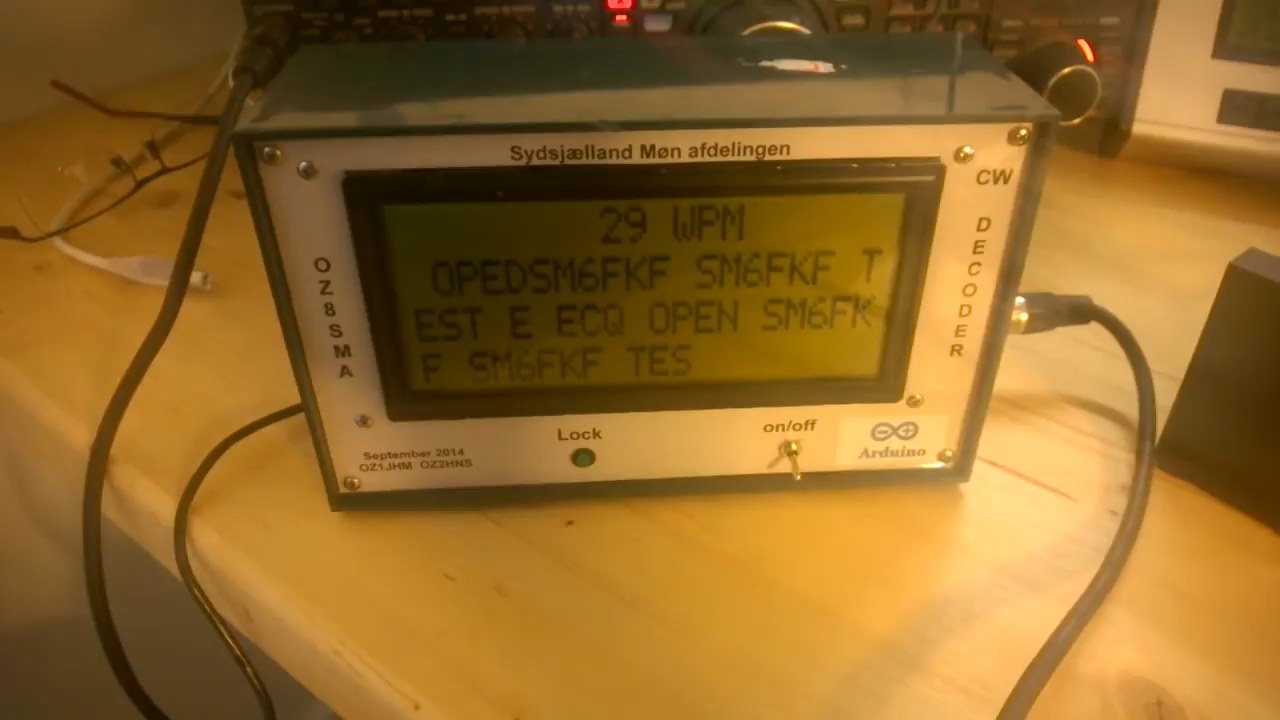 Sydsjælland Møn afdelingen
CW
DECODER
OZ8SMA
29 WPM
OPEDSM6FKF SM6FKF T
EST E ECQ OPEN SM6FK
F SM6FKF TES
Lock
on/off
September 2014
OZ1JHM OZ2HNS
Arduino